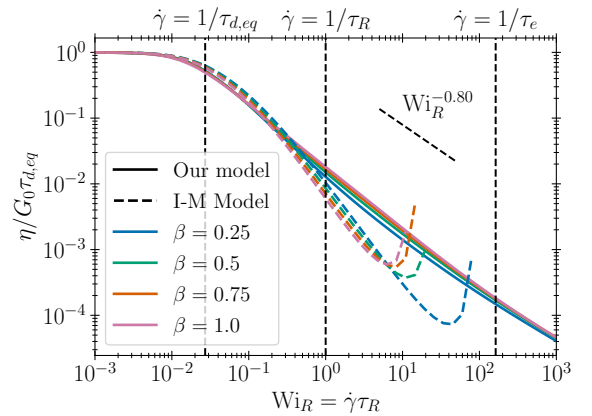 γ̇ = 1/τ_{d,eq} γ̇ = 1/τ_R γ̇ = 1/τ_e
10^0
10^{−1}
10^{−2}
10^{−3}
10^{−4}
η/G_0τ_{d,eq}
Wi_R^{−0.80}
Our model
I-M Model
β = 0.25
β = 0.5
β = 0.75
β = 1.0
10^{−3} 10^{−2} 10^{−1} 10^0 10^1 10^2 10^3
Wi_R = γ̇τ_R